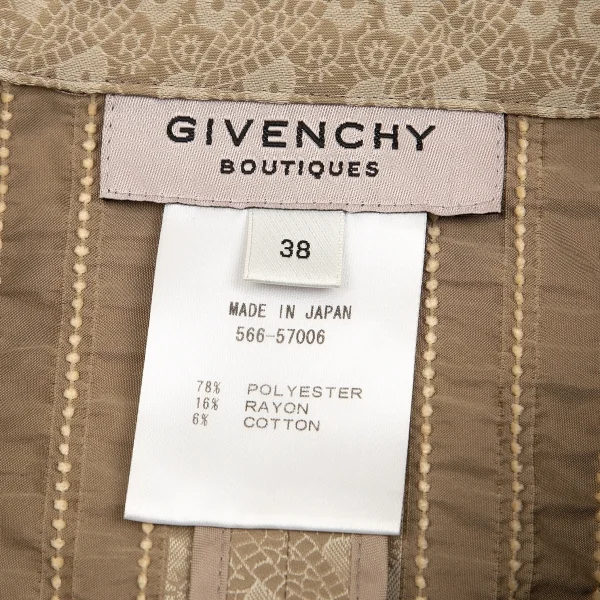 GIVENCHY
BOUTIQUES
38
MADE IN JAPAN
566-57006
78% POLYESTER
16% RAYON
6% COTTON